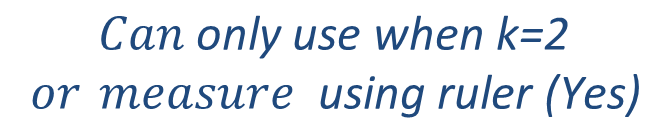 Can only use when k=2
or measure using ruler (Yes)